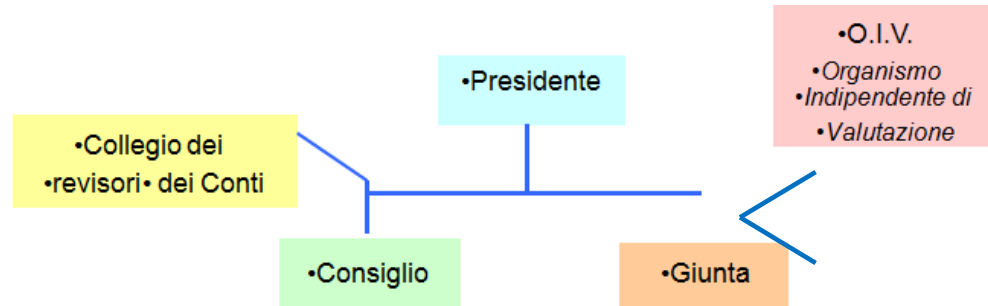 •O.I.V.
•Organismo
•Indipendente di
•Valutazione
•Presidente
•Collegio dei
•revisori• dei Conti
•Consiglio
•Giunta